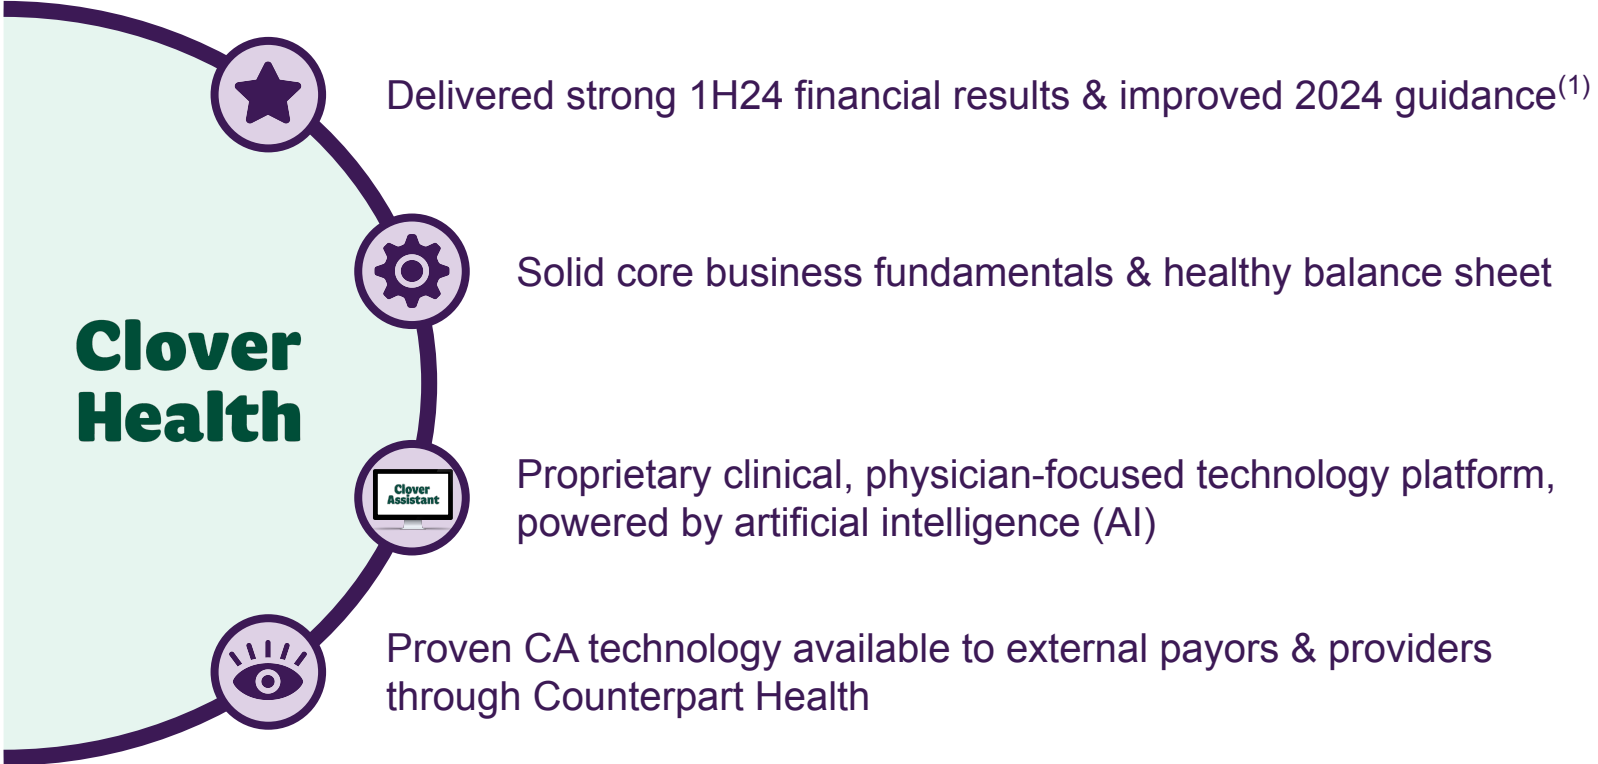 Delivered strong 1H24 financial results & improved 2024 guidance(1)
Solid core business fundamentals & healthy balance sheet
Clover
Health
Clover
Assistant
Proprietary clinical, physician-focused technology platform,
powered by artificial intelligence (AI)
Proven CA technology available to external payors & providers
through Counterpart Health